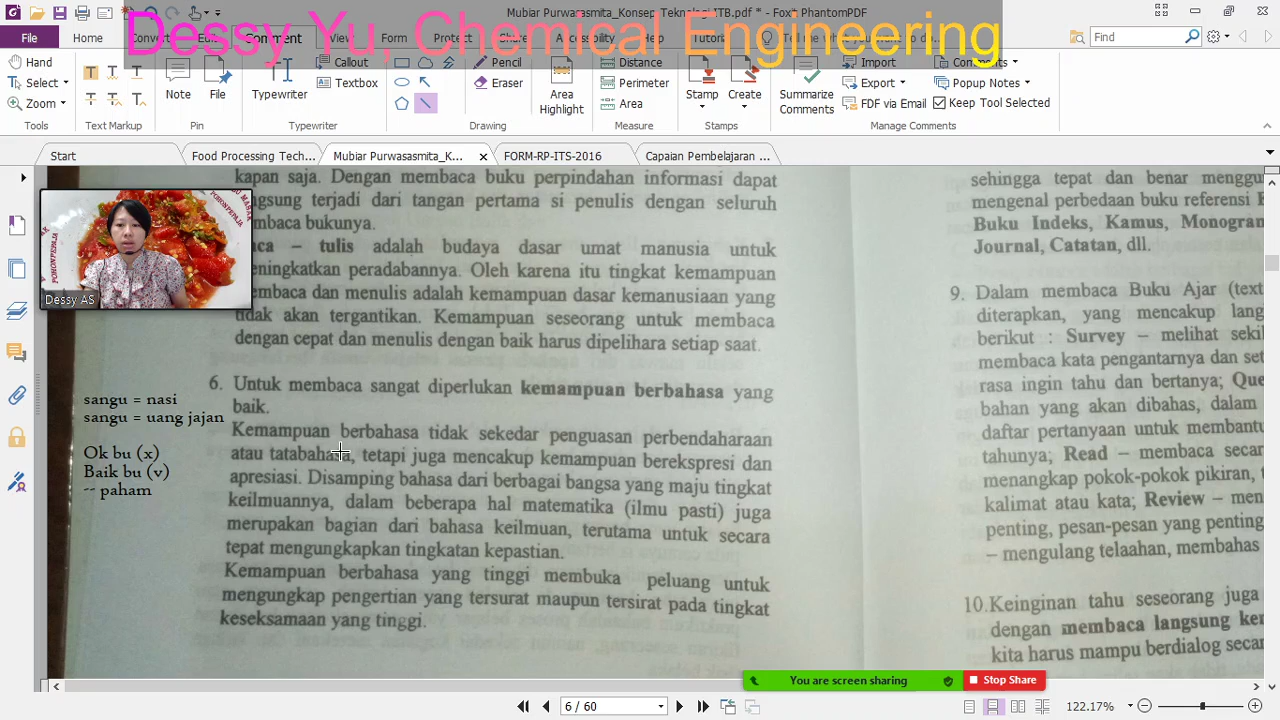 Mubiar Purwasasmita_Konsep Teknologi ITB.pdf * - Foxit PhantomPDF
Dessy Yu, Chemical Engineering
File Home Convert Comment View Form Protect Share Help Tutorial Tell me what you want to do..
Find
Hand
Select
Zoom
Tools
Text Markup
Note
File
Pin
Typewriter
Callout
Textbox
Typewriter
Pencil
Eraser
Drawing
Area Highlight
Distance
Perimeter
Area
Measure
Stamp
Create
Stamps
Summarize Comments
Import
Export
FDF via Email
Comments
Popup Notes
Keep Tool Selected
Manage Comments
Start
Food Processing Tech...
Mubiar Purwasmita_K...
FORM-RP-ITS-2016
Capaian Pembelajaran ...
kapan saja. Dengan membaca buku perpindahan informasi dapat
langsung terjadi dari tangan pertama si penulis dengan seluruh
membaca bukunya.
Baca – tulis adalah budaya dasar umat manusia untuk
meningkatkan peradabannya. Oleh karena itu tingkat kemampuan
membaca dan menulis adalah kemampuan dasar kemanusiaan yang
tidak akan tergantikan. Kemampuan seseorang untuk membaca
dengan cepat dan menulis dengan baik harus dipelihara setiap saat.
6. Untuk membaca sangat diperlukan kemampuan berbahasa yang
baik.
Kemampuan berbahasa tidak sekedar penguasan perbendaharaan
atau tatabahasa, tetapi juga mencakup kemampuan berekspresi dan
apresiasi. Disamping bahasa dari berbagai bangsa yang maju tingkat
keilmuannya, dalam beberapa hal matematika (ilmu pasti) juga
merupakan bagian dari bahasa keilmuan, terutama untuk secara
tepat mengungkapkan tingkatan kepastian.
Kemampuan berbahasa yang tinggi membuka peluang untuk
mengungkap pengertian yang tersurat maupun tersirat pada tingkat
keseksamaan yang tinggi.
sangu = nasi
sangu = uang jajan
Ok bu (x)
Baik bu (v)
-- paham
Dessy AS
sehingga tepat dan benar menggu
mengenal perbedaan buku referensi
Buku Indeks, Kamus, Monogram
Journal, Catatan, dll.
9. Dalam membaca Buku Ajar (text
diterapkan, yang mencakup lang
berikut : Survey – melihat seki
membaca kata pengantarnya dan set
rasa ingin tahu dan bertanya; Que
bahan yang akan dibahas, dalam
daftar pertanyaan untuk membantu
tahunya; Read – membaca secar
menangkap pokok-pokok pikiran, t
kalimat atau kata; Review – men
penting, pesan-pesan yang penting
– mengulang telaahan, membahas
10. Keinginan tahu seseorang juga
dengan membaca langsung ker
kita harus mampu berdialog secar
You are screen sharing
Stop Share
6 / 60
122.17%